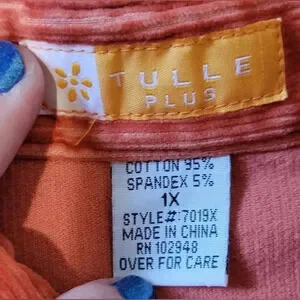 TULLE
PLUS
COTTON 95%
SPANDEX 5%
1X
STYLE#:7019X
MADE IN CHINA
RN 102948
OVER FOR CARE